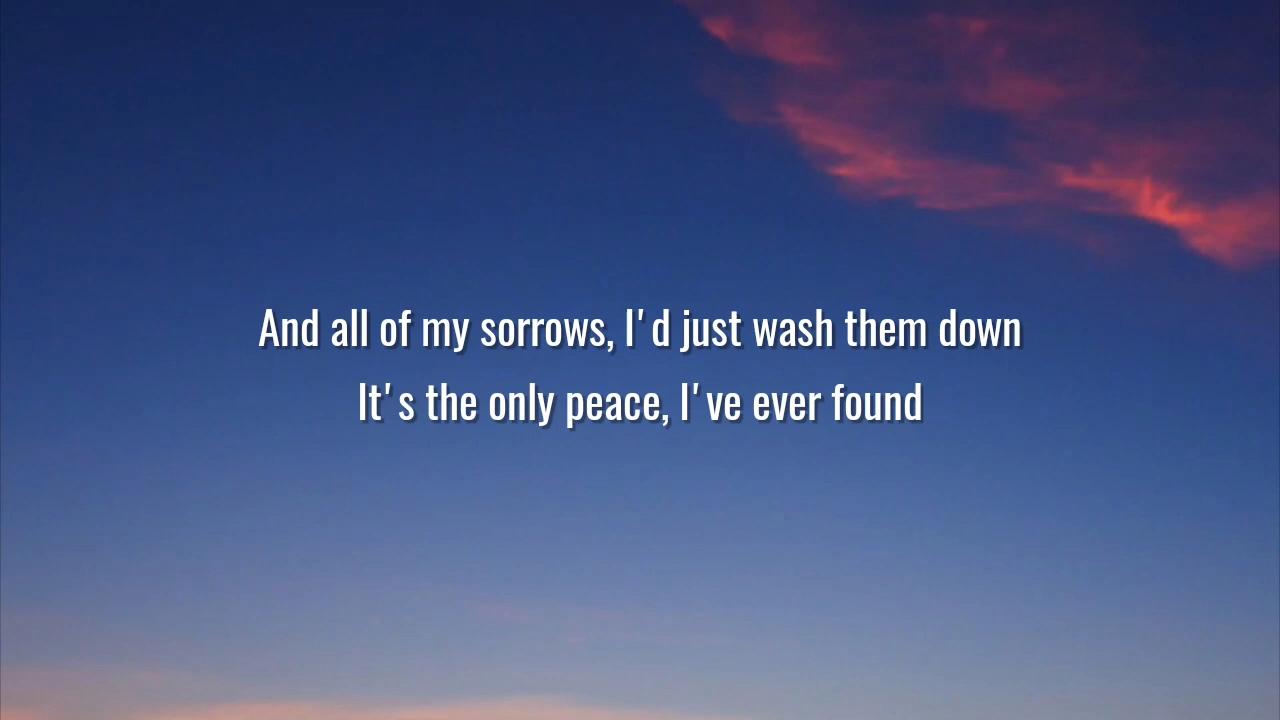 And all of my sorrows, I'd just wash them down
It's the only peace, I've ever found